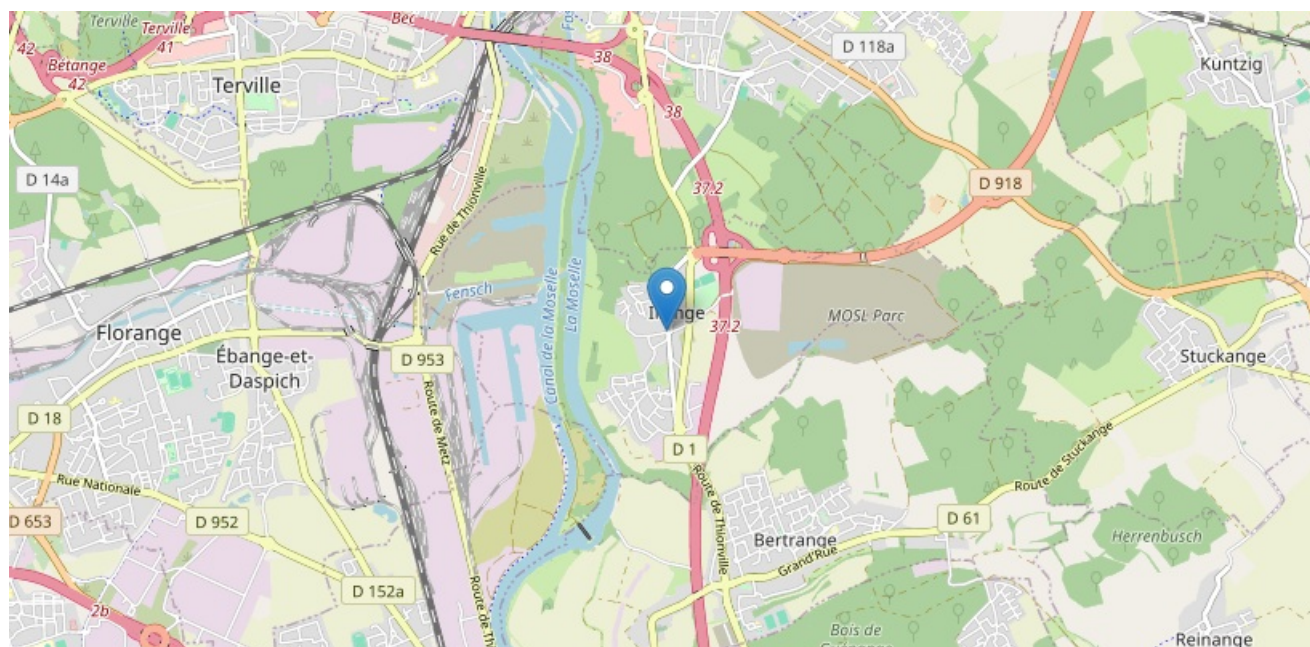 Terville
Terville
41
Bec
42
Bétange
42
Terville
38
38
D 118a
Kuntzig
D 14a
Rue de Thionville
37.2
D 918
Fensch
Canal de la Moselle
La Moselle
37.2
MOSL Parc
Florange
Ébange-et-
Daspich
D 953
Stuckange
D 18
Route de Metz
D 1
Route de Thionville
Route de Stuckange
Rue Nationale
D 653
D 952
D 61
Bertrange
Grand'Rue
Herrenbusch
D 152a
2b
Route de Th
Bois de
Reinange